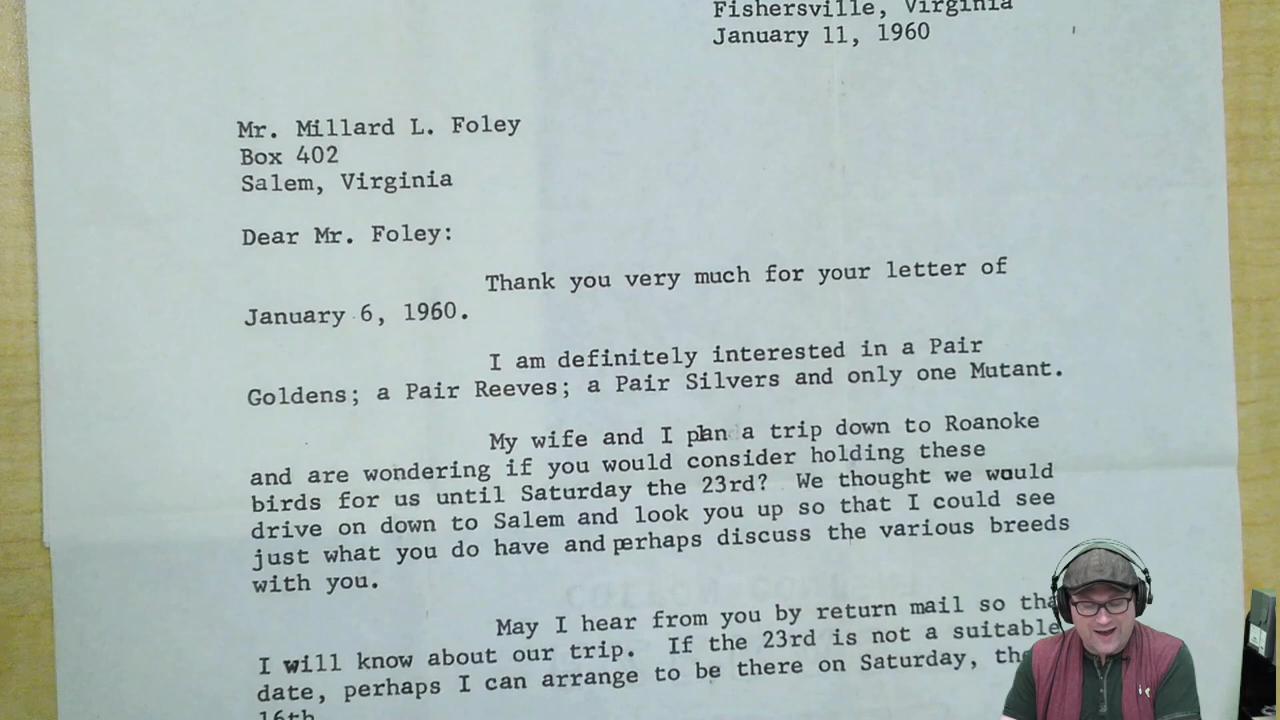 Fishersville, Virginia
January 11, 1960
Mr. Millard L. Foley
Box 402
Salem, Virginia
Dear Mr. Foley:
Thank you very much for your letter of
January 6, 1960.
I am definitely interested in a Pair
Goldens; a Pair Reeves; a Pair Silvers and only one Mutant.
My wife and I plan a trip down to Roanoke
and are wondering if you would consider holding these
birds for us until Saturday the 23rd? We thought we would
drive on down to Salem and look you up so that I could see
just what you do have and perhaps discuss the various breeds
with you.
May I hear from you by return mail so
I will know about our trip. If the 23rd is not a suitable
date, perhaps I can arrange to be there on Saturday,
16th